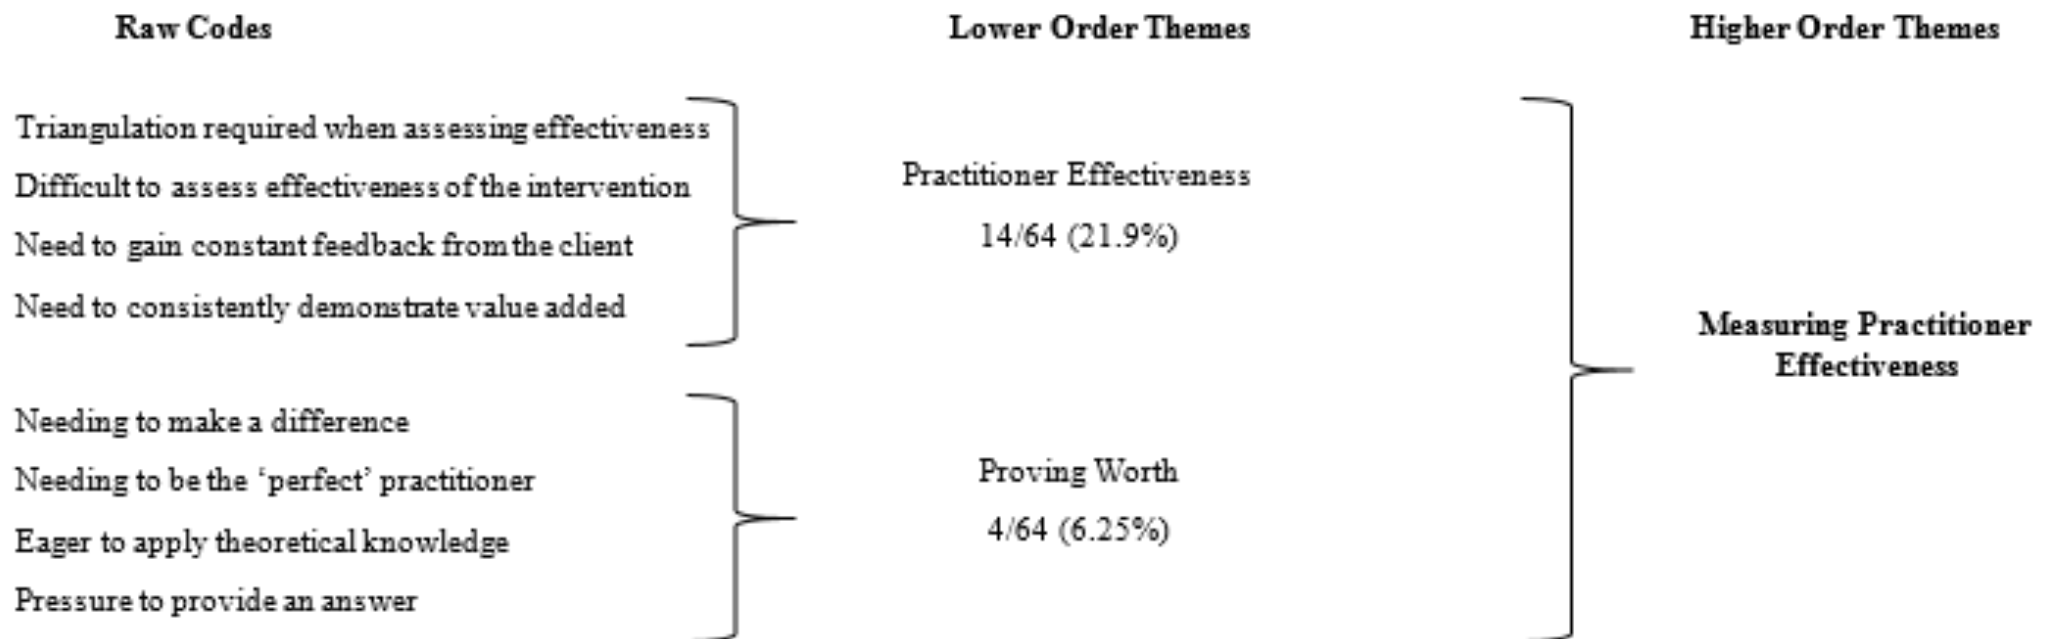 Raw Codes
Lower Order Themes
Higher Order Themes
Triangulation required when assessing effectiveness
Difficult to assess effectiveness of the intervention
Need to gain constant feedback from the client
Need to consistently demonstrate value added
Practitioner Effectiveness
14/64 (21.9%)
Needing to make a difference
Needing to be the ‘perfect’ practitioner
Eager to apply theoretical knowledge
Pressure to provide an answer
Proving Worth
4/64 (6.25%)
Measuring Practitioner
Effectiveness